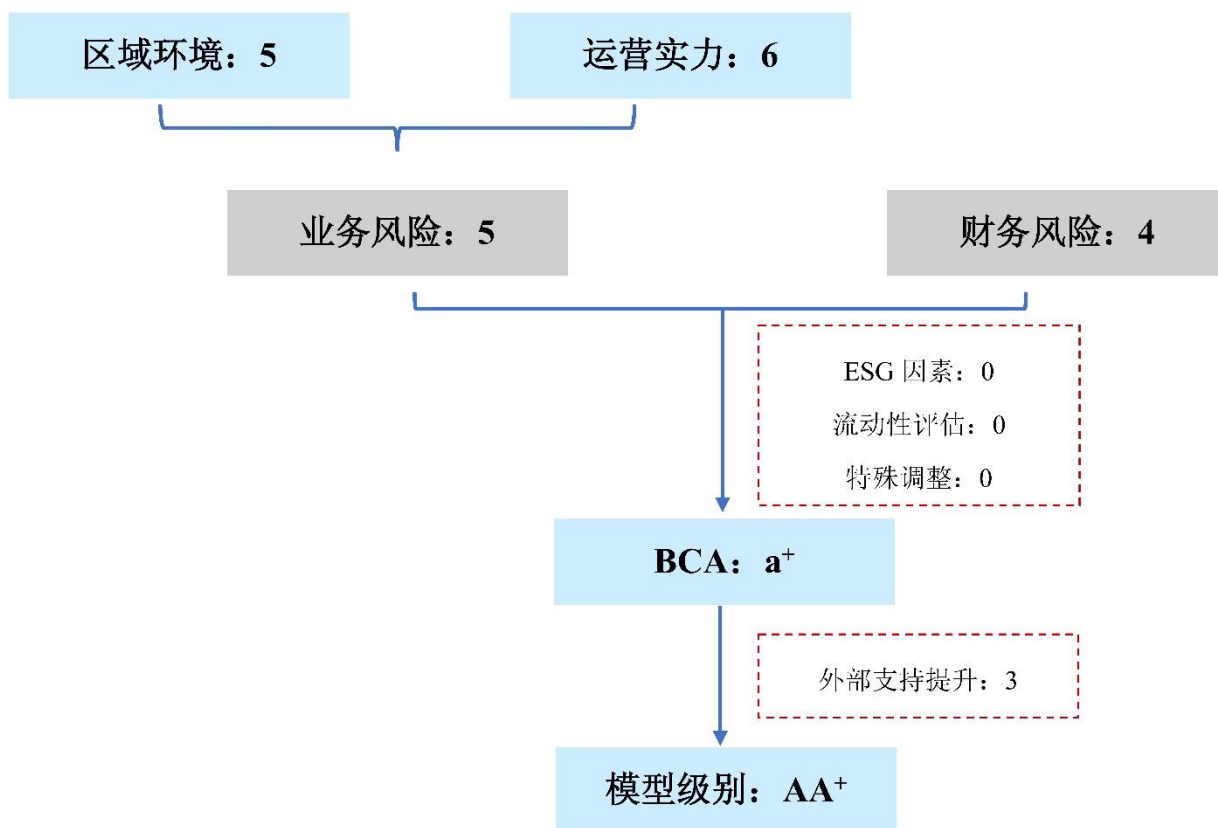 区域环境：5
运营实力：6
业务风险：5
财务风险：4
ESG 因素：0
流动性评估：0
特殊调整：0
BCA：a⁺
外部支持提升：3
模型级别：AA⁺